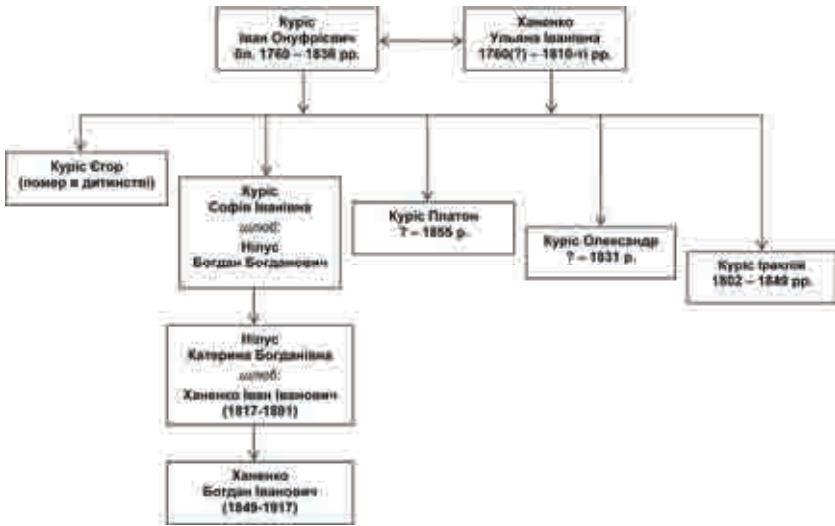 Куріс
Іван Онуфрієвич
бл. 1760 – 1836 рр.
Ханенко
Ульяна Іванівна
1760(?) – 1810-ті рр.
Куріс Єгор
(помер в дитинстві)
Куріс
Софія Іванівна
шлюб:
Нілус
Богдан Богданович
Куріс Платон
? – 1855 р.
Куріс Олександр
? – 1831 р.
Куріс Іраклій
1802 – 1849 рр.
Нілус
Катерина Богданівна
шлюб:
Ханенко Іван Іванович
(1817-1891)
Ханенко
Богдан Іванович
(1849-1917)